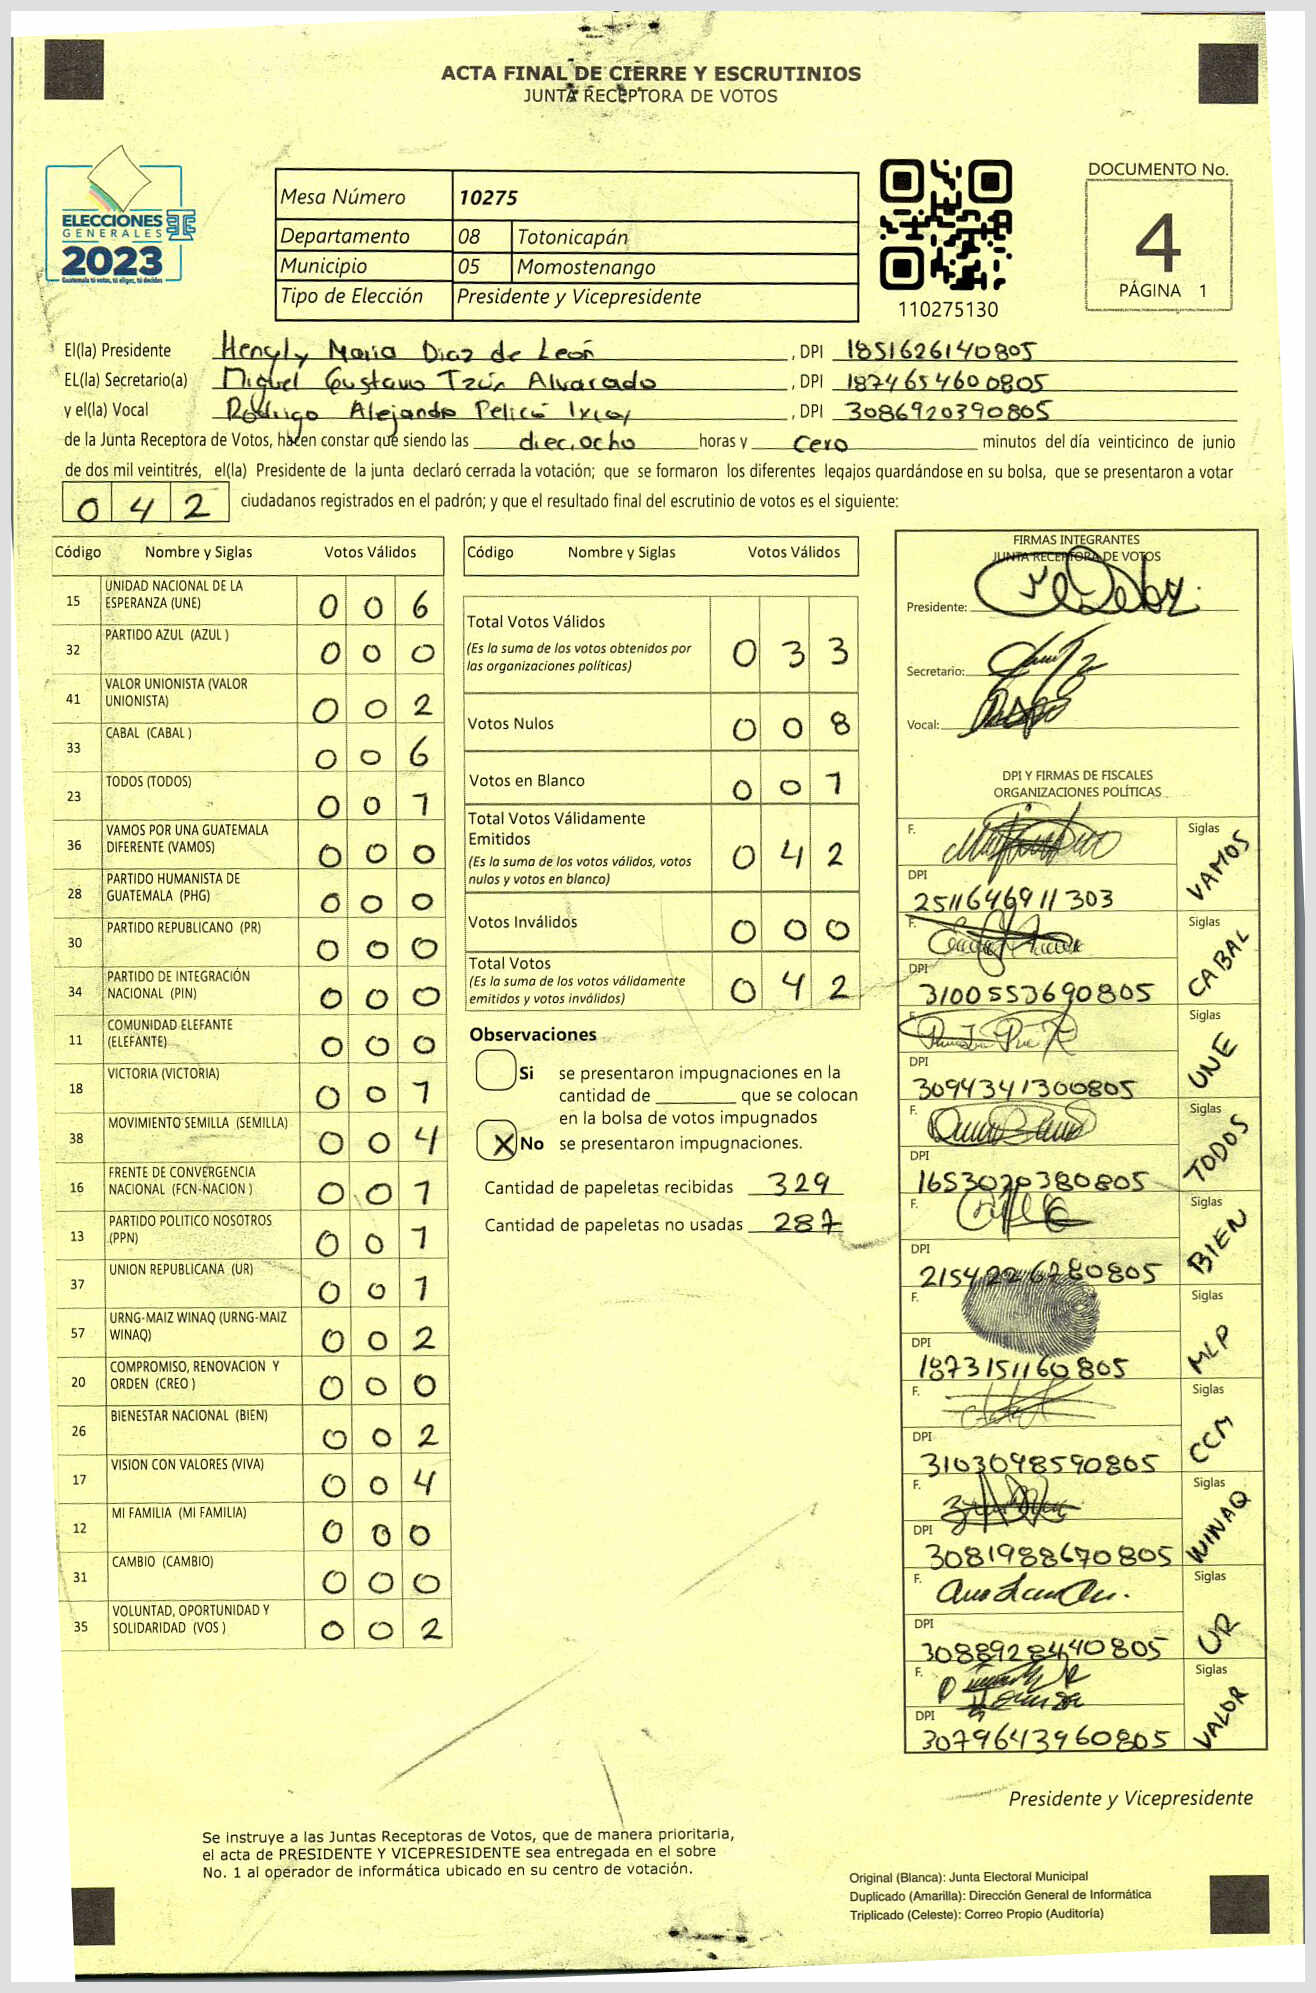 ACTA FINAL DE CIERRE Y ESCRUTINIOS
JUNTA RECEPTORA DE VOTOS
ELECCIONES
GENERALES
2023
Guatemala tú votas, tú eliges, tú decides
Mesa Número 10275
Departamento 08 Totonicapán
Municipio 05 Momostenango
Tipo de Elección Presidente y Vicepresidente
110275130
DOCUMENTO No.
4
PÁGINA 1
El(la) Presidente Hengly Maria Diaz de León, DPI 1851626140805
EL(la) Secretario(a) Miguel Gustavo Tzún Alvarado, DPI 1874654600805
y el(la) Vocal Rodrigo Alejandro Pelicó, DPI 3086920390805
de la Junta Receptora de Votos, hacen constar que siendo las dieciocho horas y cero minutos del día veinticinco de junio
de dos mil veintitrés, el(la) Presidente de la junta declaró cerrada la votación; que se formaron los diferentes legajos guardándose en su bolsa, que se presentaron a votar
042 ciudadanos registrados en el padrón; y que el resultado final del escrutinio de votos es el siguiente:
Código Nombre y Siglas Votos Válidos
15 UNIDAD NACIONAL DE LA ESPERANZA (UNE) 0 0 6
32 PARTIDO AZUL (AZUL ) 0 0 0
41 VALOR UNIONISTA (VALOR UNIONISTA) 0 0 2
33 CABAL (CABAL ) 0 0 6
23 TODOS (TODOS) 0 0 1
36 VAMOS POR UNA GUATEMALA DIFERENTE (VAMOS) 0 0 0
28 PARTIDO HUMANISTA DE GUATEMALA (PHG) 0 0 0
30 PARTIDO REPUBLICANO (PR) 0 0 0
34 PARTIDO DE INTEGRACIÓN NACIONAL (PIN) 0 0 0
11 COMUNIDAD ELEFANTE (ELEFANTE) 0 0 0
18 VICTORIA (VICTORIA) 0 0 1
38 MOVIMIENTO SEMILLA (SEMILLA) 0 0 4
16 FRENTE DE CONVERGENCIA NACIONAL (FCN-NACION ) 0 0 1
13 PARTIDO POLITICO NOSOTROS (PPN) 0 0 1
37 UNION REPUBLICANA (UR) 0 0 1
57 URNG-MAIZ WINAQ (URNG-MAIZ WINAQ) 0 0 2
20 COMPROMISO, RENOVACION Y ORDEN (CREO ) 0 0 0
26 BIENESTAR NACIONAL (BIEN) 0 0 2
17 VISION CON VALORES (VIVA) 0 0 4
12 MI FAMILIA (MI FAMILIA) 0 0 0
31 CAMBIO (CAMBIO) 0 0 0
35 VOLUNTAD, OPORTUNIDAD Y SOLIDARIDAD (VOS ) 0 0 2
Código Nombre y Siglas Votos Válidos
Total Votos Válidos
(Es la suma de los votos obtenidos por
las organizaciones políticas) 0 3 3
Votos Nulos 0 0 8
Votos en Blanco 0 0 1
Total Votos Válidamente
Emitidos
(Es la suma de los votos válidos, votos
nulos y votos en blanco) 0 4 2
Votos Inválidos 0 0 0
Total Votos
(Es la suma de los votos válidamente
emitidos y votos inválidos) 0 4 2
Observaciones
Si se presentaron impugnaciones en la
cantidad de ________ que se colocan
en la bolsa de votos impugnados
X No se presentaron impugnaciones.
Cantidad de papeletas recibidas 329
Cantidad de papeletas no usadas 287
FIRMAS INTEGRANTES
JUNTA RECEPTORA DE VOTOS
Presidente:
Secretario:
Vocal:
DPI Y FIRMAS DE FISCALES
ORGANIZACIONES POLÍTICAS
F. Siglas VAMOS
DPI 2511646911303
F. Siglas CABAL
DPI 3100553690805
F. Siglas UNE
DPI 3094341300805
F. Siglas TODOS
DPI 1653020380805
F. Siglas BIEN
DPI 2154226780805
F. Siglas MLP
DPI 1873151160805
F. Siglas CCM
DPI 3103098590805
F. Siglas WINAQ
DPI 3081988670805
F. Siglas UR
DPI 3088928440805
F. Siglas VALOR
DPI 3079643960805
Presidente y Vicepresidente
Se instruye a las Juntas Receptoras de Votos, que de manera prioritaria,
el acta de PRESIDENTE Y VICEPRESIDENTE sea entregada en el sobre
No. 1 al operador de informática ubicado en su centro de votación.
Original (Blanca): Junta Electoral Municipal
Duplicado (Amarilla): Dirección General de Informática
Triplicado (Celeste): Correo Propio (Auditoría)